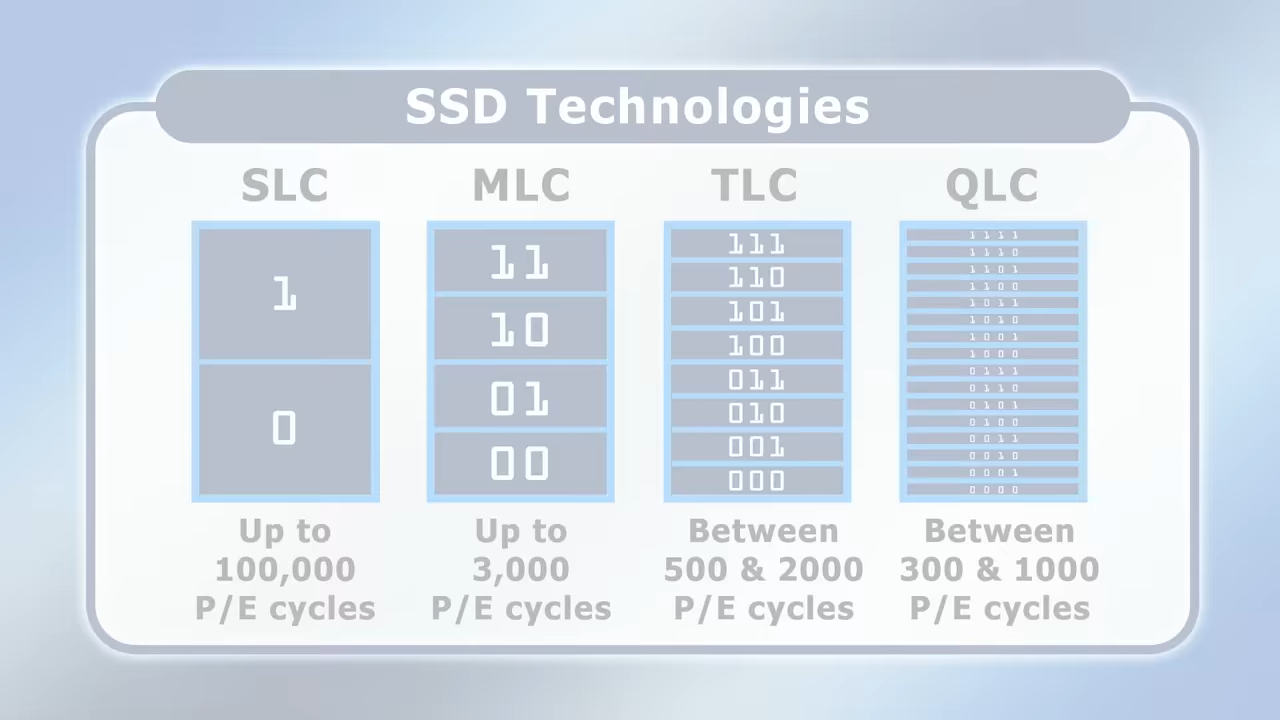 SSD Technologies
SLC
1
0
Up to
100,000
P/E cycles
MLC
11
10
01
00
Up to
3,000
P/E cycles
TLC
111
110
101
100
011
010
001
000
Between
500 & 2000
P/E cycles
QLC
1111
1110
1101
1100
1011
1010
1001
1000
0111
0110
0101
0100
0011
0010
0001
0000
Between
300 & 1000
P/E cycles